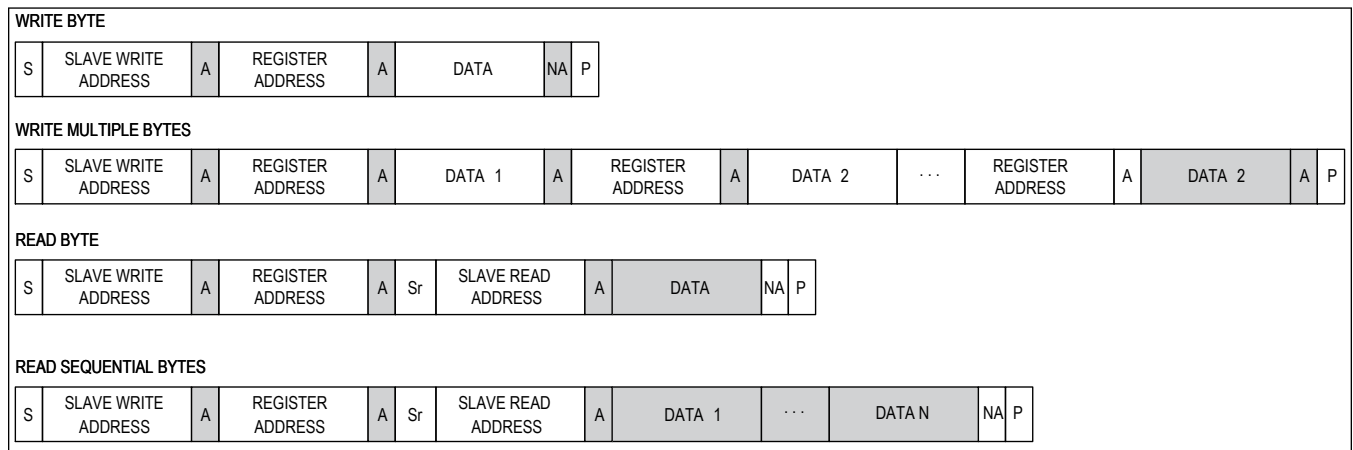 WRITE BYTE
S SLAVE WRITE ADDRESS A REGISTER ADDRESS A DATA NA P
WRITE MULTIPLE BYTES
S SLAVE WRITE ADDRESS A REGISTER ADDRESS A DATA 1 A REGISTER ADDRESS A DATA 2 ... REGISTER ADDRESS A DATA 2 A P
READ BYTE
S SLAVE WRITE ADDRESS A REGISTER ADDRESS A Sr SLAVE READ ADDRESS A DATA NA P
READ SEQUENTIAL BYTES
S SLAVE WRITE ADDRESS A REGISTER ADDRESS A Sr SLAVE READ ADDRESS A DATA 1 ... DATA N NA P